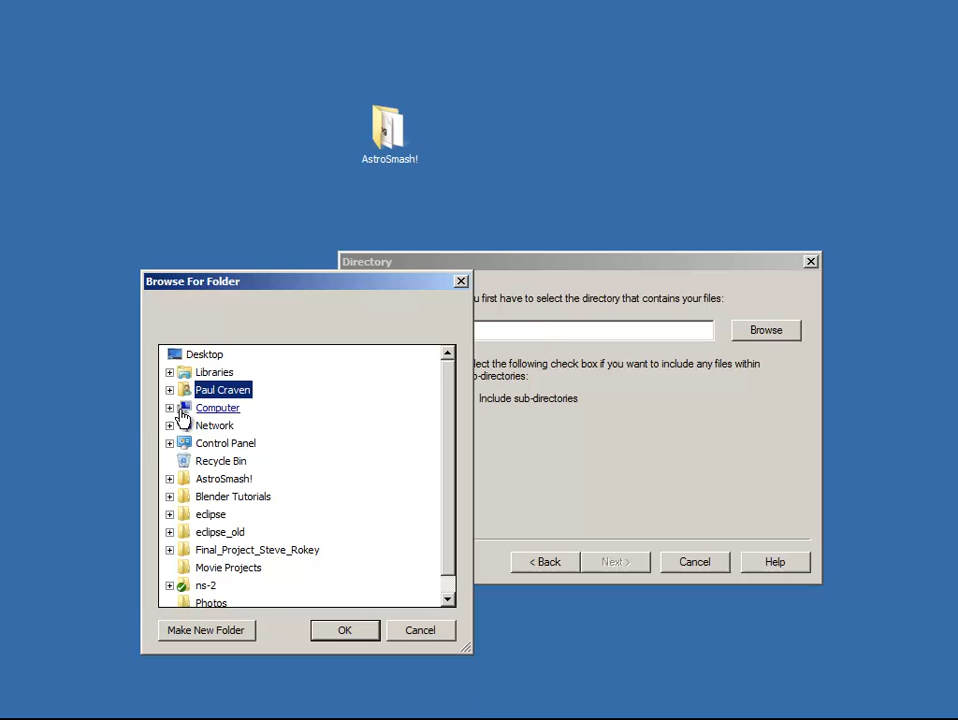 AstroSmash!
Directory
Browse For Folder
u first have to select the directory that contains your files:
Browse
lect the following check box if you want to include any files within
o-directories:
Include sub-directories
Desktop
Libraries
Paul Craven
Computer
Network
Control Panel
Recycle Bin
AstroSmash!
Blender Tutorials
eclipse
eclipse_old
Final_Project_Steve_Rokey
Movie Projects
ns-2
Photos
< Back
Next >
Cancel
Help
Make New Folder
OK
Cancel